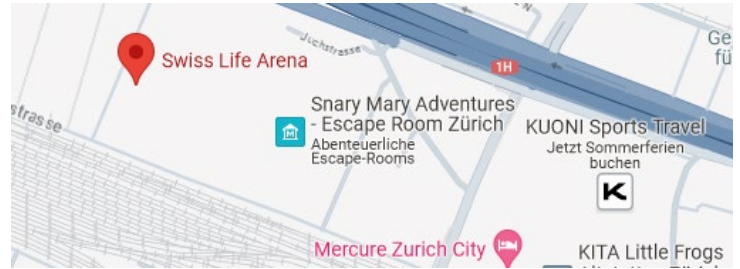 Juchstrasse
Ge
fü
Swiss Life Arena
1H
strasse
Snary Mary Adventures
- Escape Room Zürich
Abenteuerliche
Escape-Rooms
KUONI Sports Travel
Jetzt Sommerferien
buchen
K
Mercure Zurich City
KITA Little Frogs